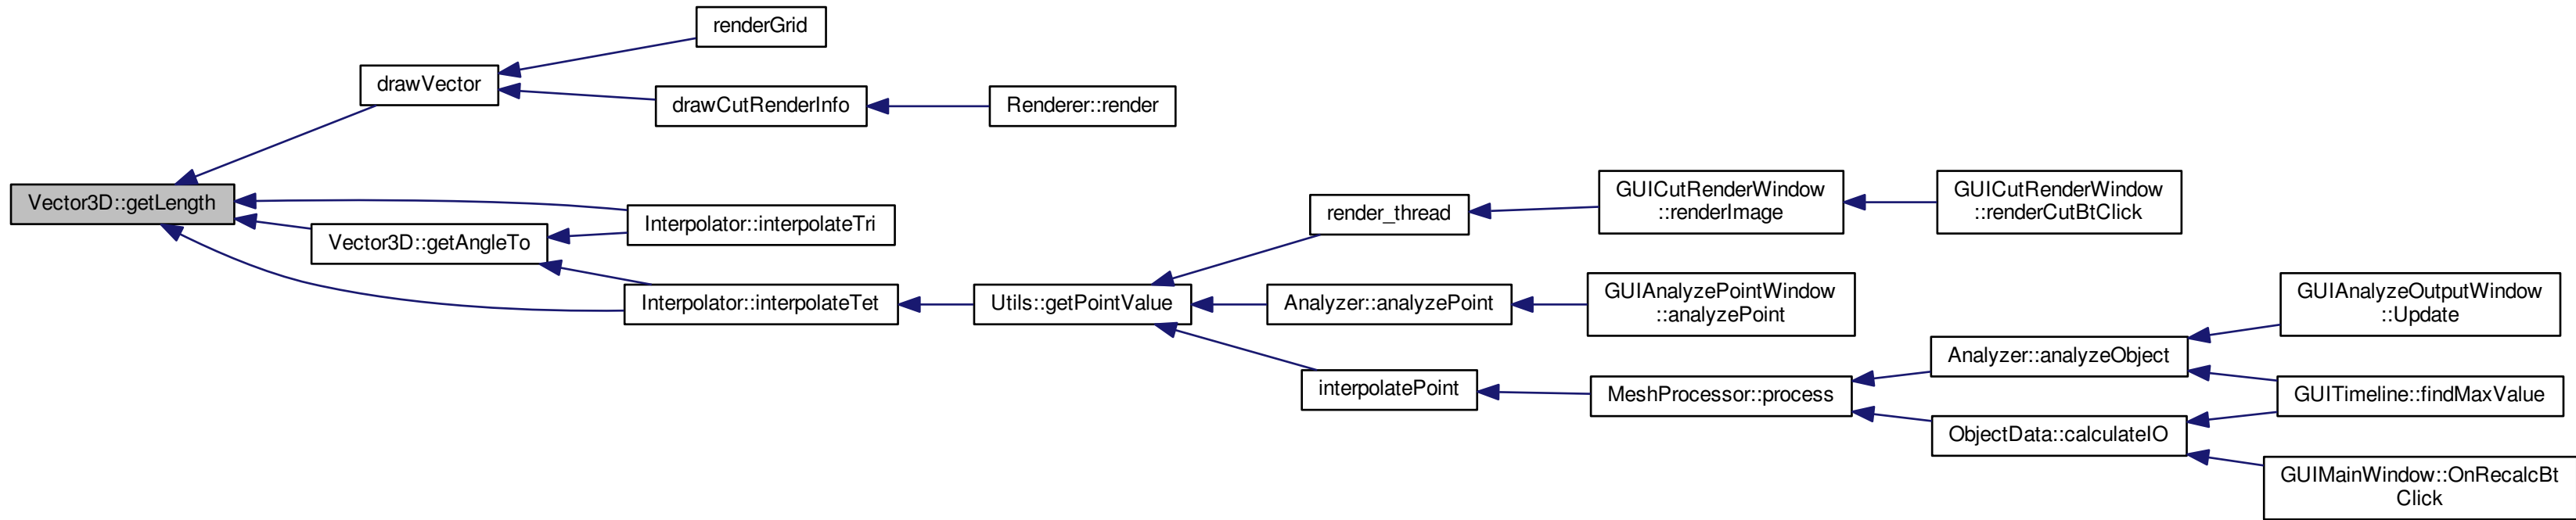 renderGrid
drawVector
drawCutRenderInfo
Renderer::render
Vector3D::getLength
Interpolator::interpolateTri
Vector3D::getAngleTo
Interpolator::interpolateTet
Utils::getPointValue
render_thread
GUICutRenderWindow
::renderImage
GUICutRenderWindow
::renderCutBtClick
Analyzer::analyzePoint
GUIAnalyzePointWindow
::analyzePoint
interpolatePoint
MeshProcessor::process
Analyzer::analyzeObject
GUIAnalyzeOutputWindow
::Update
GUITimeline::findMaxValue
ObjectData::calculateIO
GUIMainWindow::OnRecalcBt
Click